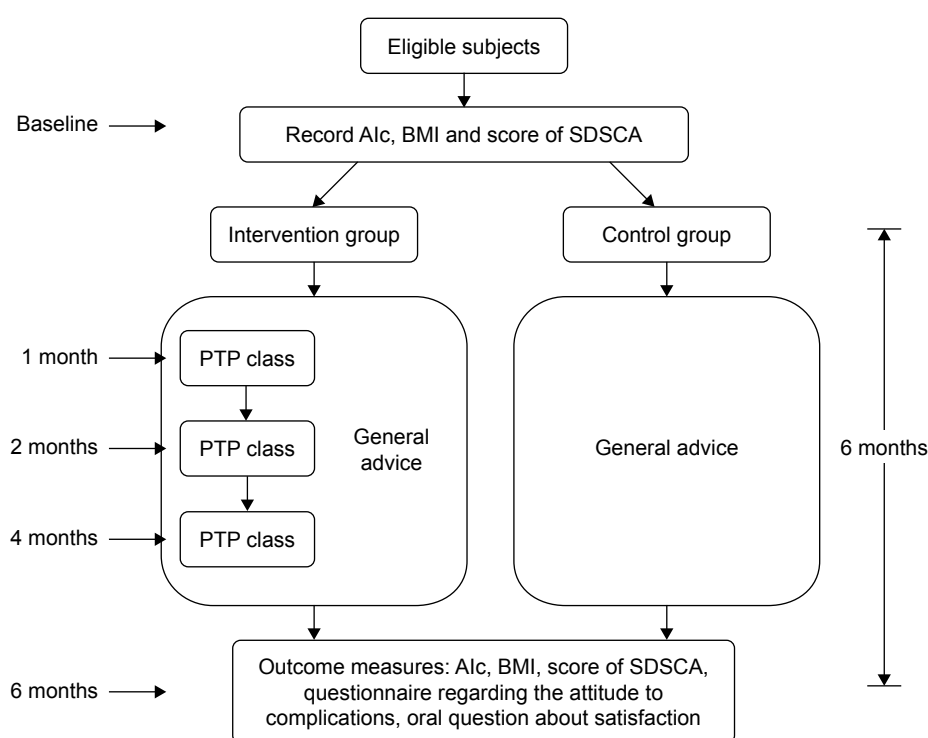 Eligible subjects
Baseline
Record AIc, BMI and score of SDSCA
Intervention group
Control group
1 month
PTP class
2 months
PTP class
General
advice
General advice
6 months
4 months
PTP class
6 months
Outcome measures: AIc, BMI, score of SDSCA,
questionnaire regarding the attitude to
complications, oral question about satisfaction